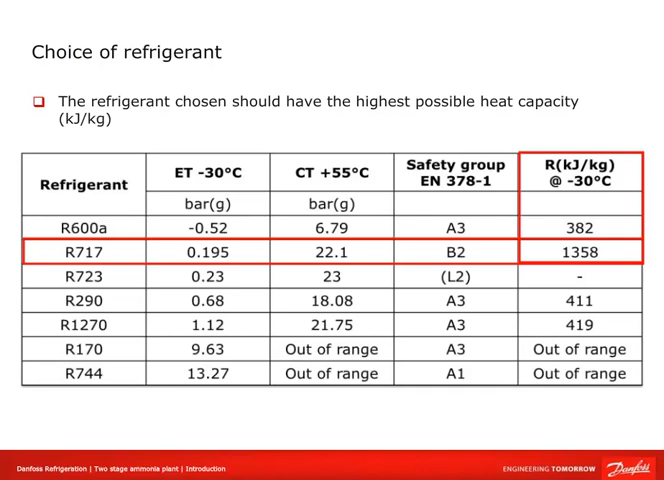 Choice of refrigerant
The refrigerant chosen should have the highest possible heat capacity
(kJ/kg)
Refrigerant ET -30°C CT +55°C Safety group EN 378-1 R(kJ/kg) @ -30°C
bar(g) bar(g)
R600a -0.52 6.79 A3 382
R717 0.195 22.1 B2 1358
R723 0.23 23 (L2) -
R290 0.68 18.08 A3 411
R1270 1.12 21.75 A3 419
R170 9.63 Out of range A3 Out of range
R744 13.27 Out of range A1 Out of range
Danfoss Refrigeration | Two stage ammonia plant | Introduction
ENGINEERING TOMORROW
Danfoss